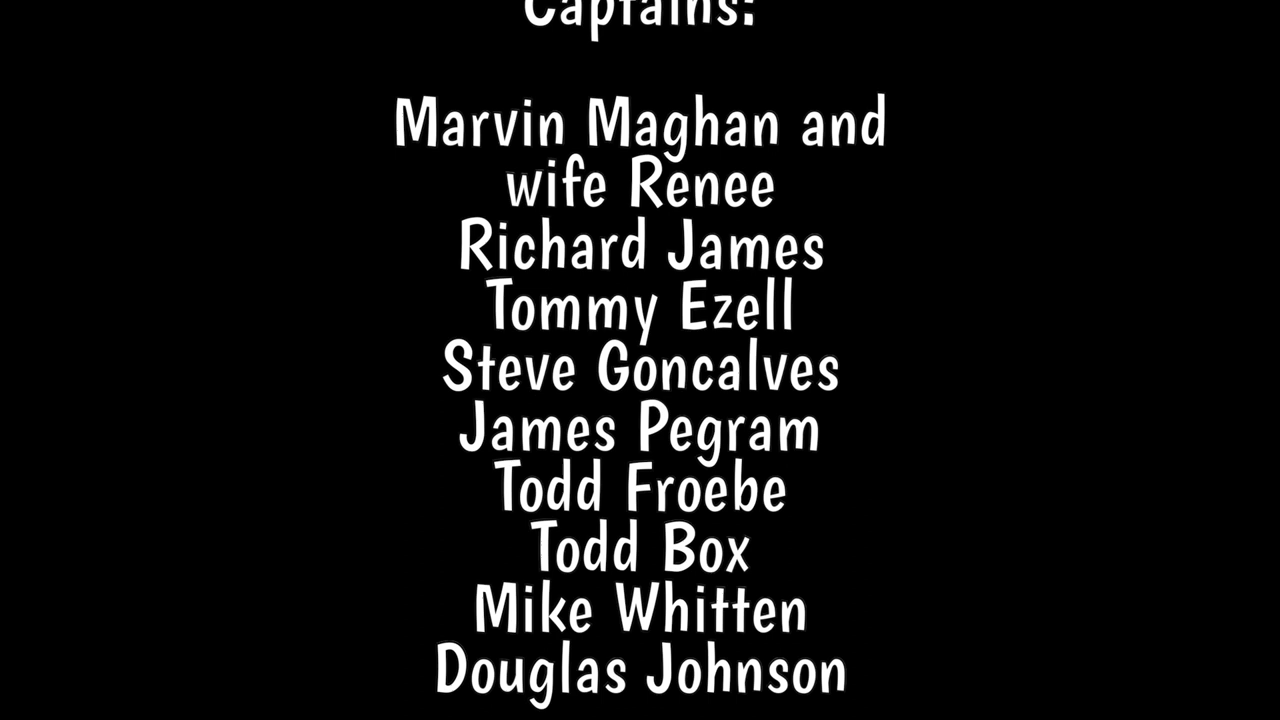 Captains:
Marvin Maghan and
wife Renee
Richard James
Tommy Ezell
Steve Goncalves
James Pegram
Todd Froebe
Todd Box
Mike Whitten
Douglas Johnson